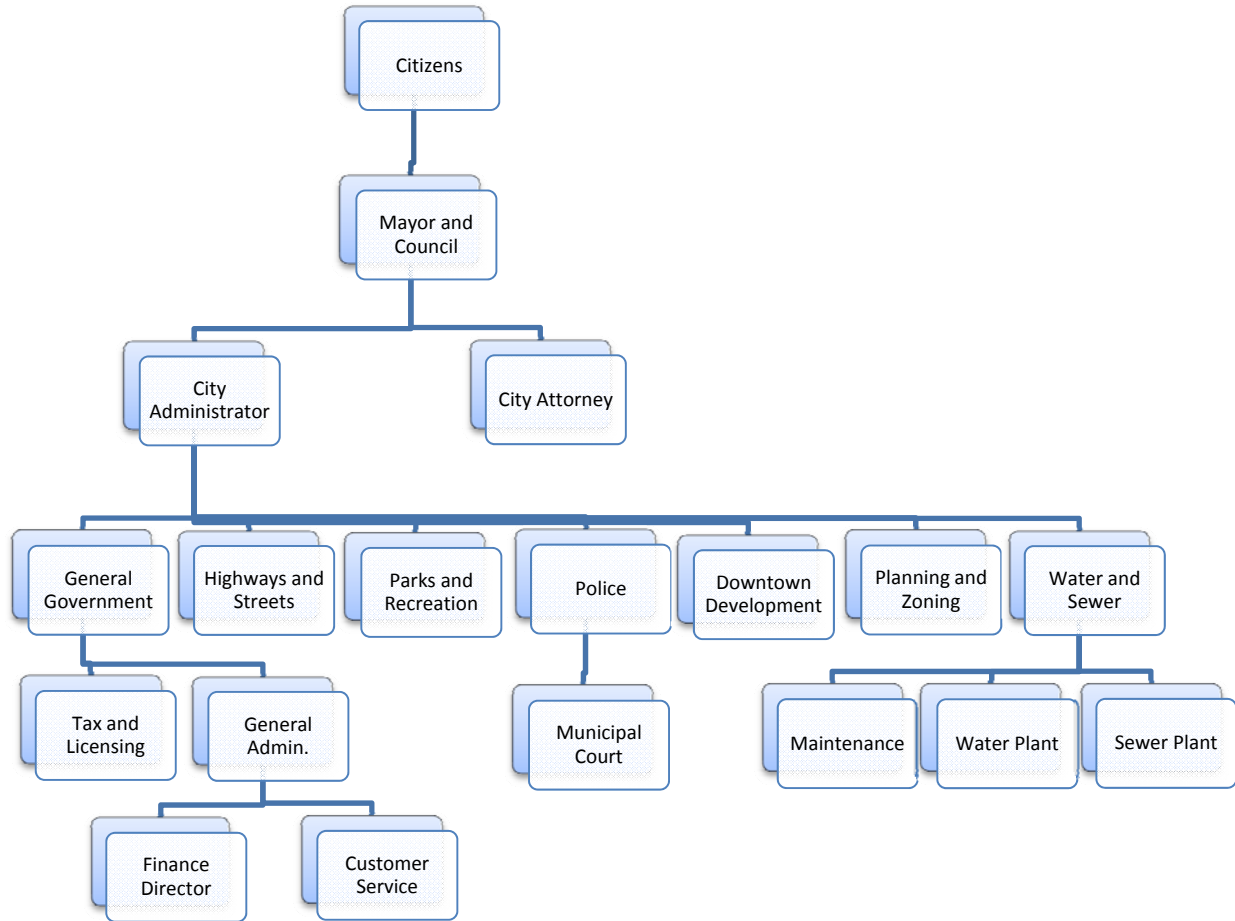 Citizens
Mayor and
Council
City
Administrator
City Attorney
General
Government
Highways and
Streets
Parks and
Recreation
Police
Downtown
Development
Planning and
Zoning
Water and
Sewer
Tax and
Licensing
General
Admin.
Municipal
Court
Maintenance
Water Plant
Sewer Plant
Finance
Director
Customer
Service